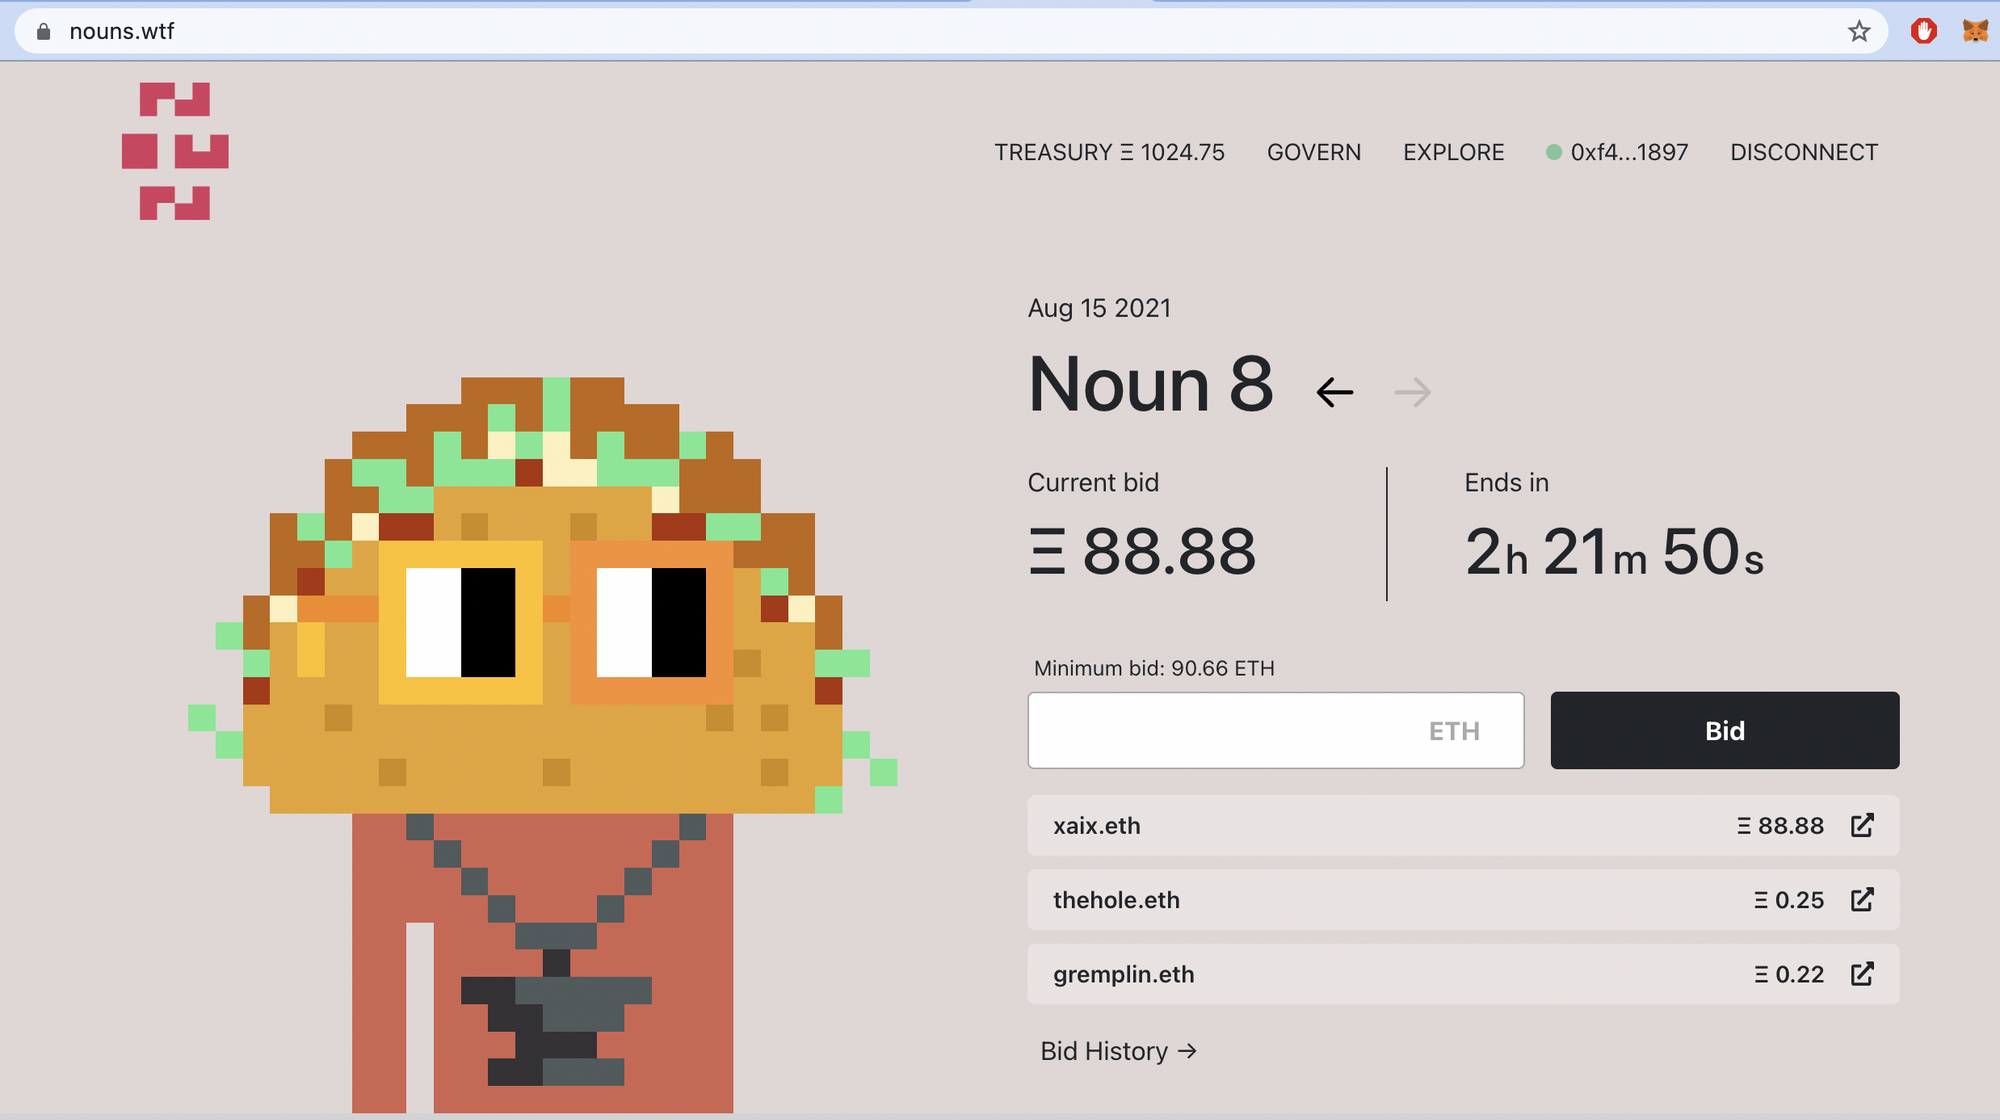 nouns.wtf
TREASURY Ξ 1024.75 GOVERN EXPLORE 0xf4...1897 DISCONNECT
Aug 15 2021
Noun 8 ← →
Current bid
Ξ 88.88
Ends in
2h 21m 50s
Minimum bid: 90.66 ETH
ETH
Bid
xaix.eth Ξ 88.88
thehole.eth Ξ 0.25
gremplin.eth Ξ 0.22
Bid History →